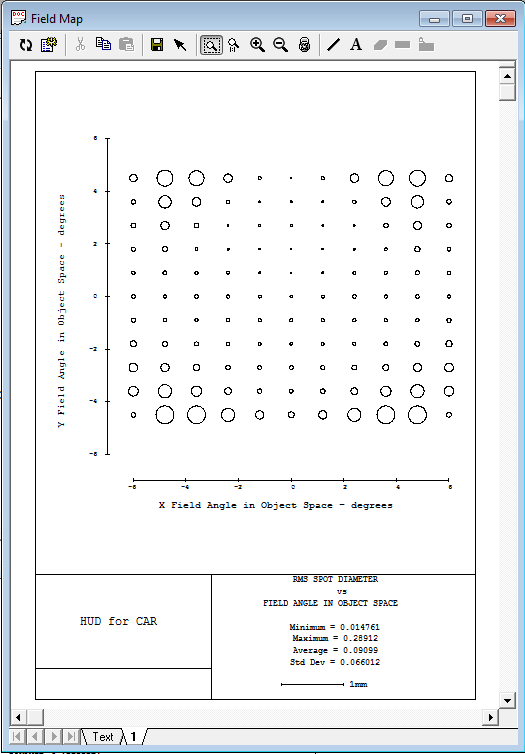 Field Map
6
4
2
0
-2
-4
-6
Y Field Angle in Object Space - degrees
-6 -4 -2 0 2 4 6
X Field Angle in Object Space - degrees
HUD for CAR
RMS SPOT DIAMETER
vs
FIELD ANGLE IN OBJECT SPACE
Minimum = 0.014761
Maximum = 0.28912
Average = 0.09099
Std Dev = 0.066012
1mm
Text 1